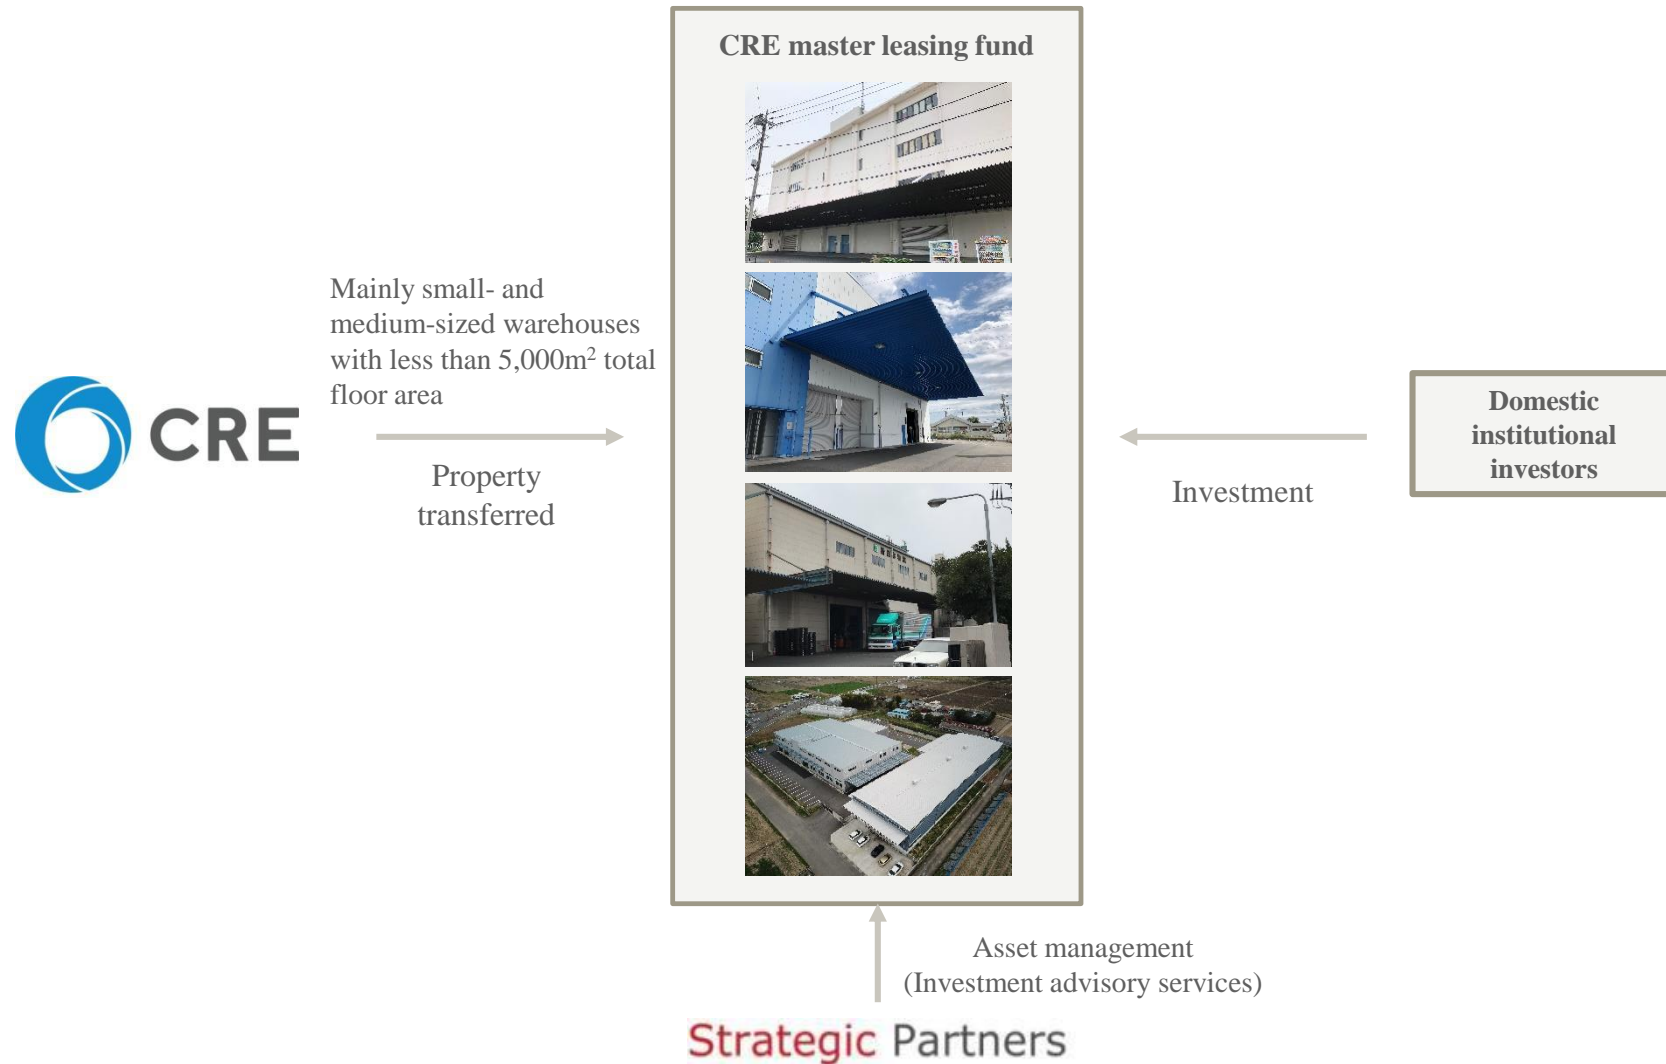 CRE master leasing fund
Mainly small- and
medium-sized warehouses
with less than 5,000m² total
floor area
CRE
Property
transferred
Investment
Domestic
institutional
investors
Asset management
(Investment advisory services)
Strategic Partners